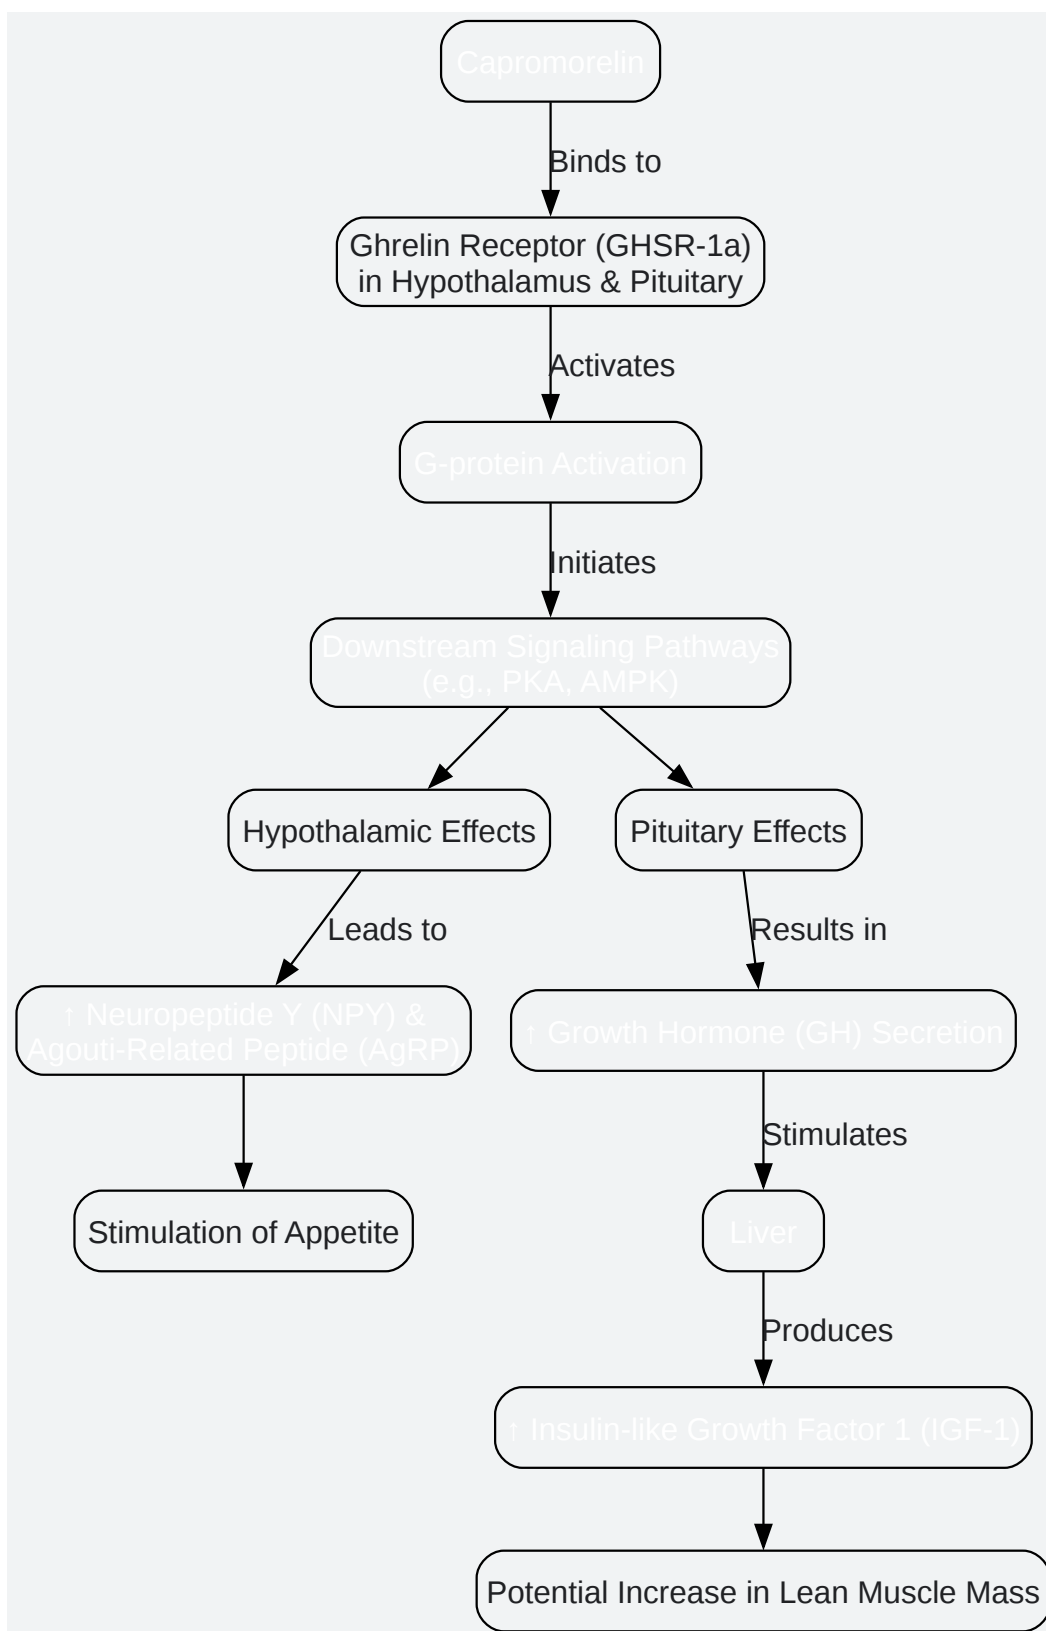 Capromorelin
Binds to
Ghrelin Receptor (GHSR-1a)
in Hypothalamus & Pituitary
Activates
G-protein Activation
Initiates
Downstream Signaling Pathways
(e.g., PKA, AMPK)
Hypothalamic Effects
Pituitary Effects
Leads to
Results in
↑ Neuropeptide Y (NPY) &
Agouti-Related Peptide (AgRP)
↑ Growth Hormone (GH) Secretion
Stimulates
Stimulation of Appetite
Liver
Produces
↑ Insulin-like Growth Factor 1 (IGF-1)
Potential Increase in Lean Muscle Mass